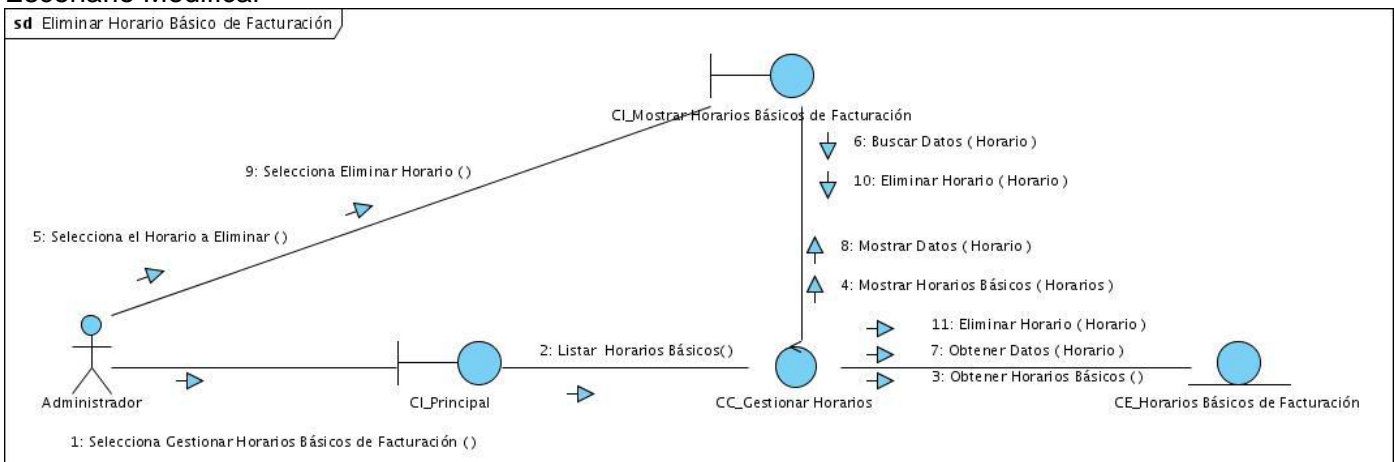 Escenario Modificar
sd Eliminar Horario Básico de Facturación
CI_Mostrar Horarios Básicos de Facturación
6: Buscar Datos ( Horario )
9: Selecciona Eliminar Horario ()
10: Eliminar Horario ( Horario )
5: Selecciona el Horario a Eliminar ()
8: Mostrar Datos ( Horario )
4: Mostrar Horarios Básicos ( Horarios )
11: Eliminar Horario ( Horario )
2: Listar Horarios Básicos()
7: Obtener Datos ( Horario )
3: Obtener Horarios Básicos ()
Administrador
CI_Principal
CC_Gestionar Horarios
CE_Horarios Básicos de Facturación
1: Selecciona Gestionar Horarios Básicos de Facturación ()